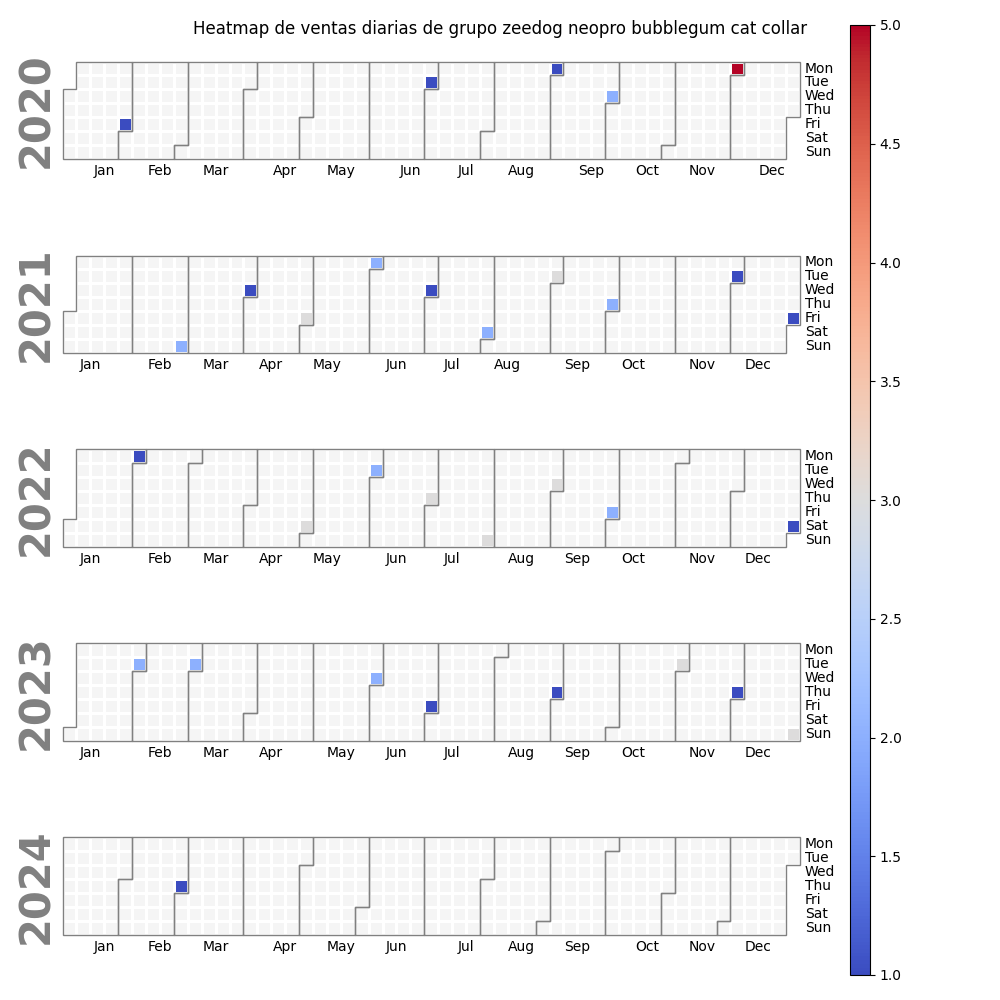 Heatmap de ventas diarias de grupo zeedog neopro bubblegum cat collar
2020
Mon
Tue
Wed
Thu
Fri
Sat
Sun
Jan Feb Mar Apr May Jun Jul Aug Sep Oct Nov Dec
2021
Mon
Tue
Wed
Thu
Fri
Sat
Sun
Jan Feb Mar Apr May Jun Jul Aug Sep Oct Nov Dec
2022
Mon
Tue
Wed
Thu
Fri
Sat
Sun
Jan Feb Mar Apr May Jun Jul Aug Sep Oct Nov Dec
2023
Mon
Tue
Wed
Thu
Fri
Sat
Sun
Jan Feb Mar Apr May Jun Jul Aug Sep Oct Nov Dec
2024
Mon
Tue
Wed
Thu
Fri
Sat
Sun
Jan Feb Mar Apr May Jun Jul Aug Sep Oct Nov Dec
5.0
4.5
4.0
3.5
3.0
2.5
2.0
1.5
1.0